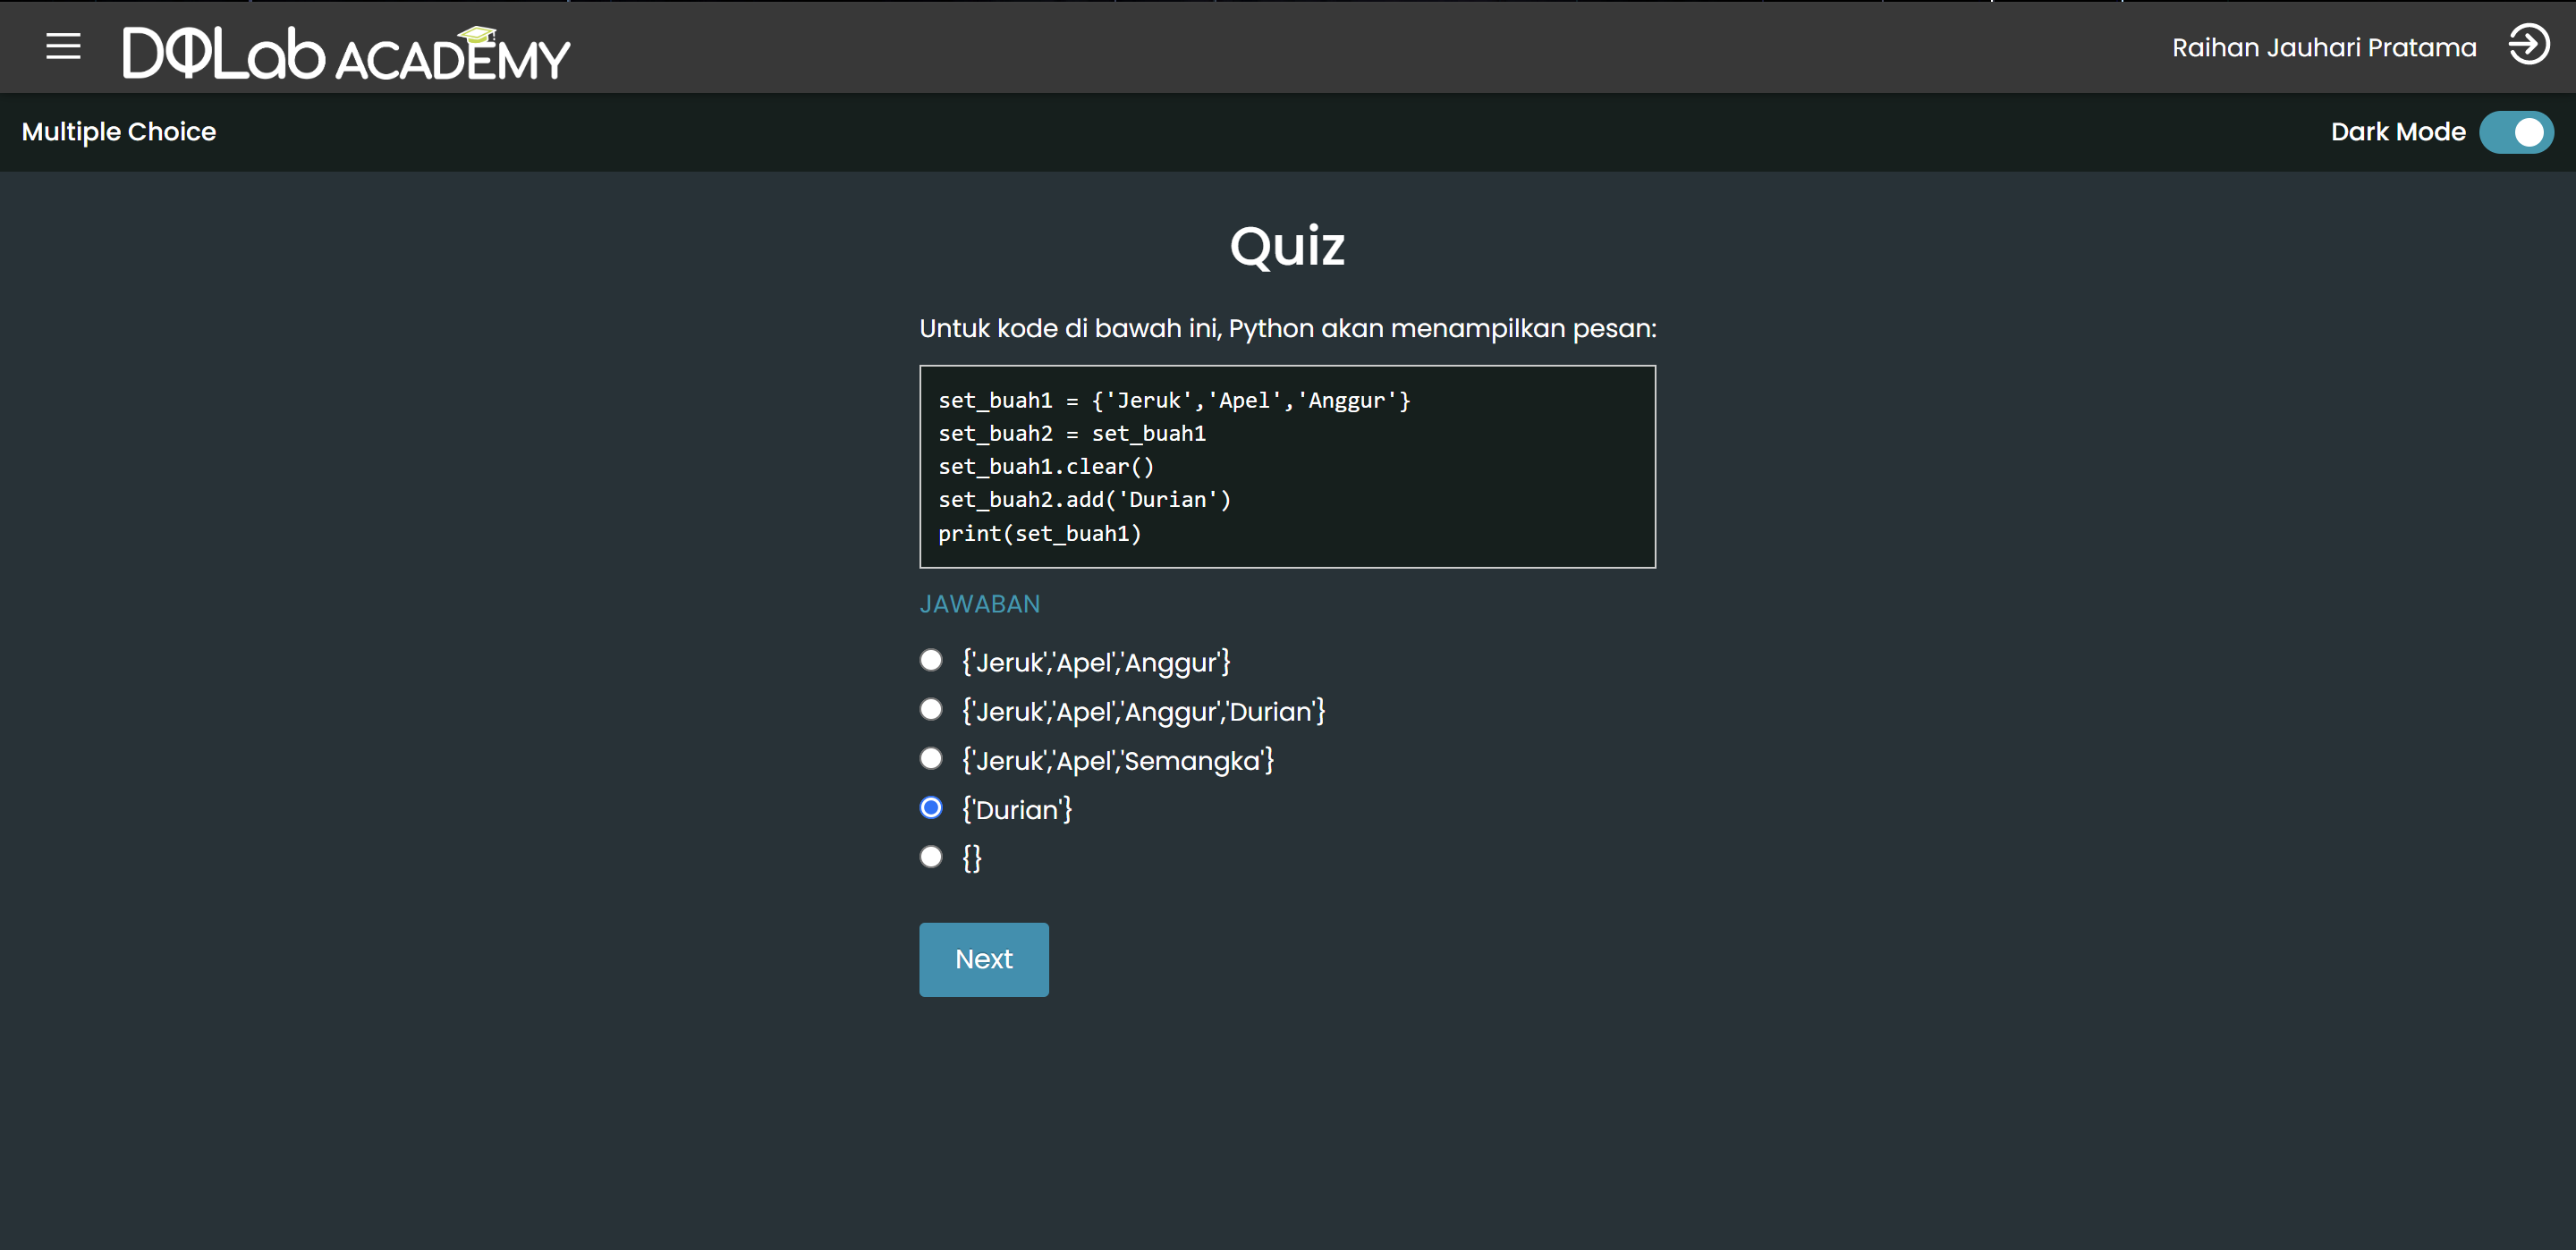 DQLab ACADEMY
Raihan Jauhari Pratama
Multiple Choice
Dark Mode
Quiz
Untuk kode di bawah ini, Python akan menampilkan pesan:
set_buah1 = {'Jeruk','Apel','Anggur'}
set_buah2 = set_buah1
set_buah1.clear()
set_buah2.add('Durian')
print(set_buah1)
JAWABAN
{'Jeruk','Apel','Anggur'}
{'Jeruk','Apel','Anggur','Durian'}
{'Jeruk','Apel','Semangka'}
{'Durian'}
{}
Next